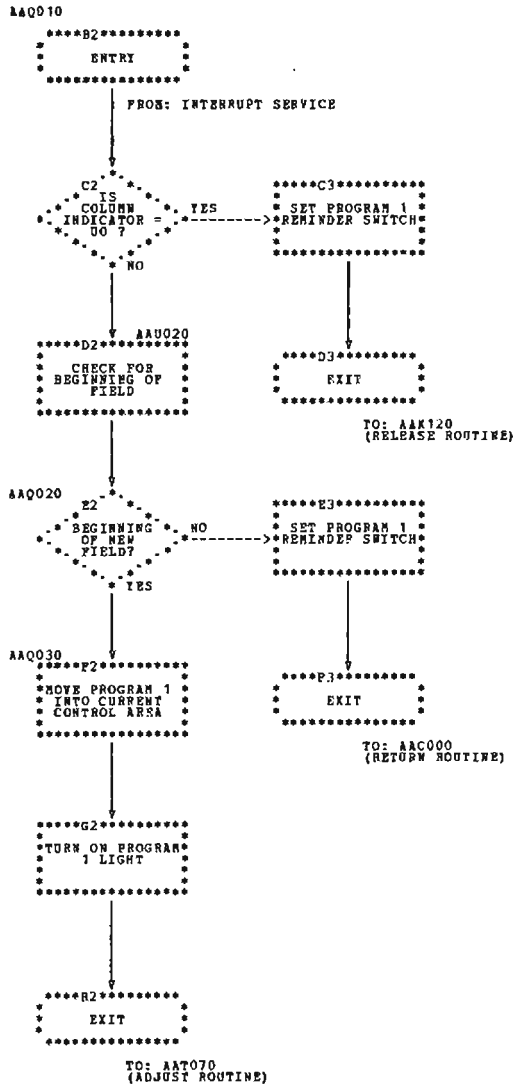 AAQ010
B2
ENTRY
FROM: INTERRUPT SERVICE
C2
IS
COLUMN
INDICATOR =
00 ?
YES
NO
C3
SET PROGRAM 1
REMINDER SWITCH
AAU020
D2
CHECK FOR
BEGINNING OF
FIELD
D3
EXIT
TO: AAK120
(RELEASE ROUTINE)
AAQ020
E2
BEGINNING
OF NEW
FIELD?
NO
YES
E3
SET PROGRAM 1
REMINDER SWITCH
AAQ030
F2
MOVE PROGRAM 1
INTO CURRENT
CONTROL AREA
F3
EXIT
TO: AAC000
(RETURN ROUTINE)
G2
TURN ON PROGRAM
1 LIGHT
H2
EXIT
TO: AAT070
(ADJUST ROUTINE)